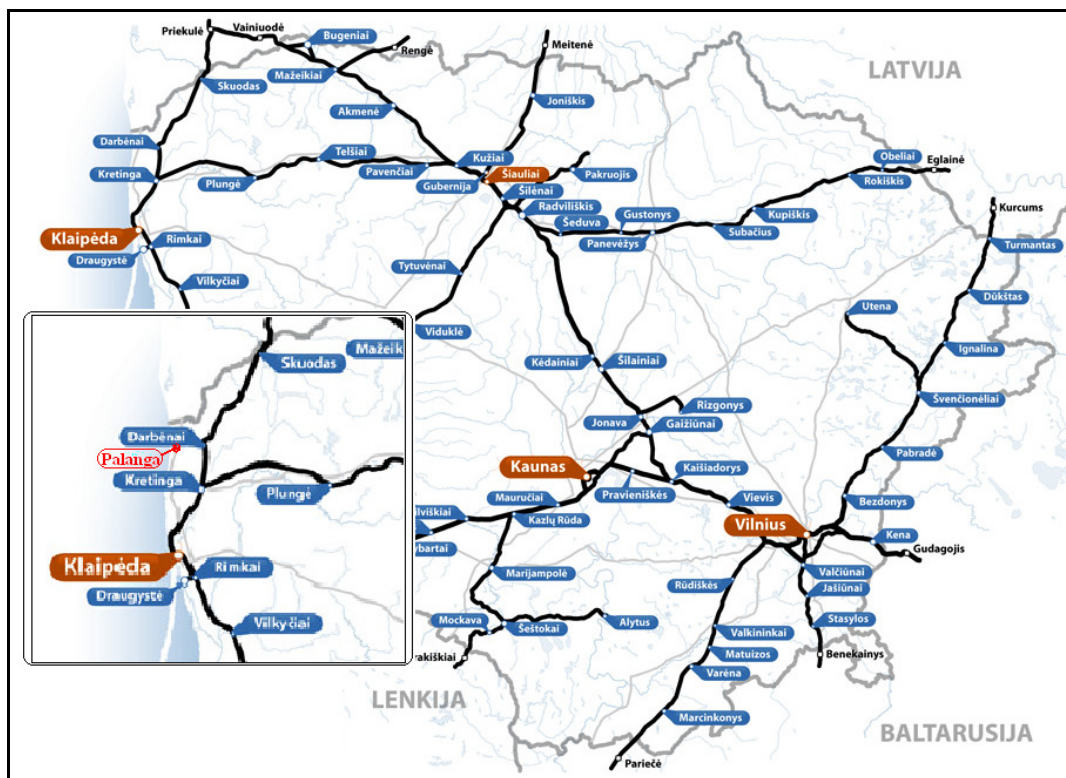 Priekulė
Vainiuodė
Bugeniai
Rengė
Meitenė
Mažeikiai
Skuodas
Joniškis
Akmenė
LATVIJA
Darbėnai
Telšiai
Kužiai
Obeliai
Eglainė
Kretinga
Plungė
Pavenčiai
Gubernija
Šiauliai
Pakruojis
Rokiškis
Šilėnai
Radviliškis
Kurcums
Klaipėda
Rimkai
Šeduva
Gustonys
Kupiškis
Draugystė
Panevėžys
Subačius
Turmantas
Vilkyčiai
Tytuvėnai
Dūkštas
Utena
Viduklė
Ignalina
Kėdainiai
Šilainiai
Švenčionėliai
Rizgonys
Jonava
Gaižiūnai
Pabradė
Kaunas
Kaišiadorys
Pravieniškės
Mauručiai
Vievis
Bezdonys
ilviškiai
Kazlų Rūda
Vilnius
Kena
ybartai
Gudagojis
Marijampolė
Rūdiškės
Valčiūnai
Jašiūnai
Mockava
Šeštokai
Alytus
Stasylos
Valkininkai
rakiškiai
Matuizos
Benekainys
Varėna
LENKIJA
Marcinkonys
BALTARUSIJA
Pariečė
Skuodas
Mažeik
Darbėnai
Palanga
Kretinga
Plungė
Klaipėda
Rimkai
Draugystė
Vilkyčiai